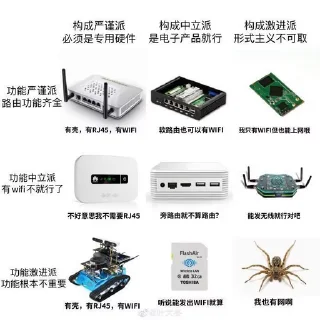 构成严谨派 构成中立派 构成激进派
必须是专用硬件 是电子产品就行 形式主义不可取
功能严谨派
路由功能齐全
有壳，有RJ45，有WIFI 软路由也可以有WIFI 我只有WIFI但也能上网哦
功能中立派
有wifi不就行了
不好意思我不需要RJ45 旁路由就不算路由？ 能发无线就行对吧
功能激进派
功能根本不重要
FlashAir
32GB
TOSHIBA
有壳，有RJ45，有WIFI 听说能发出WIFI就算 我也有网啊